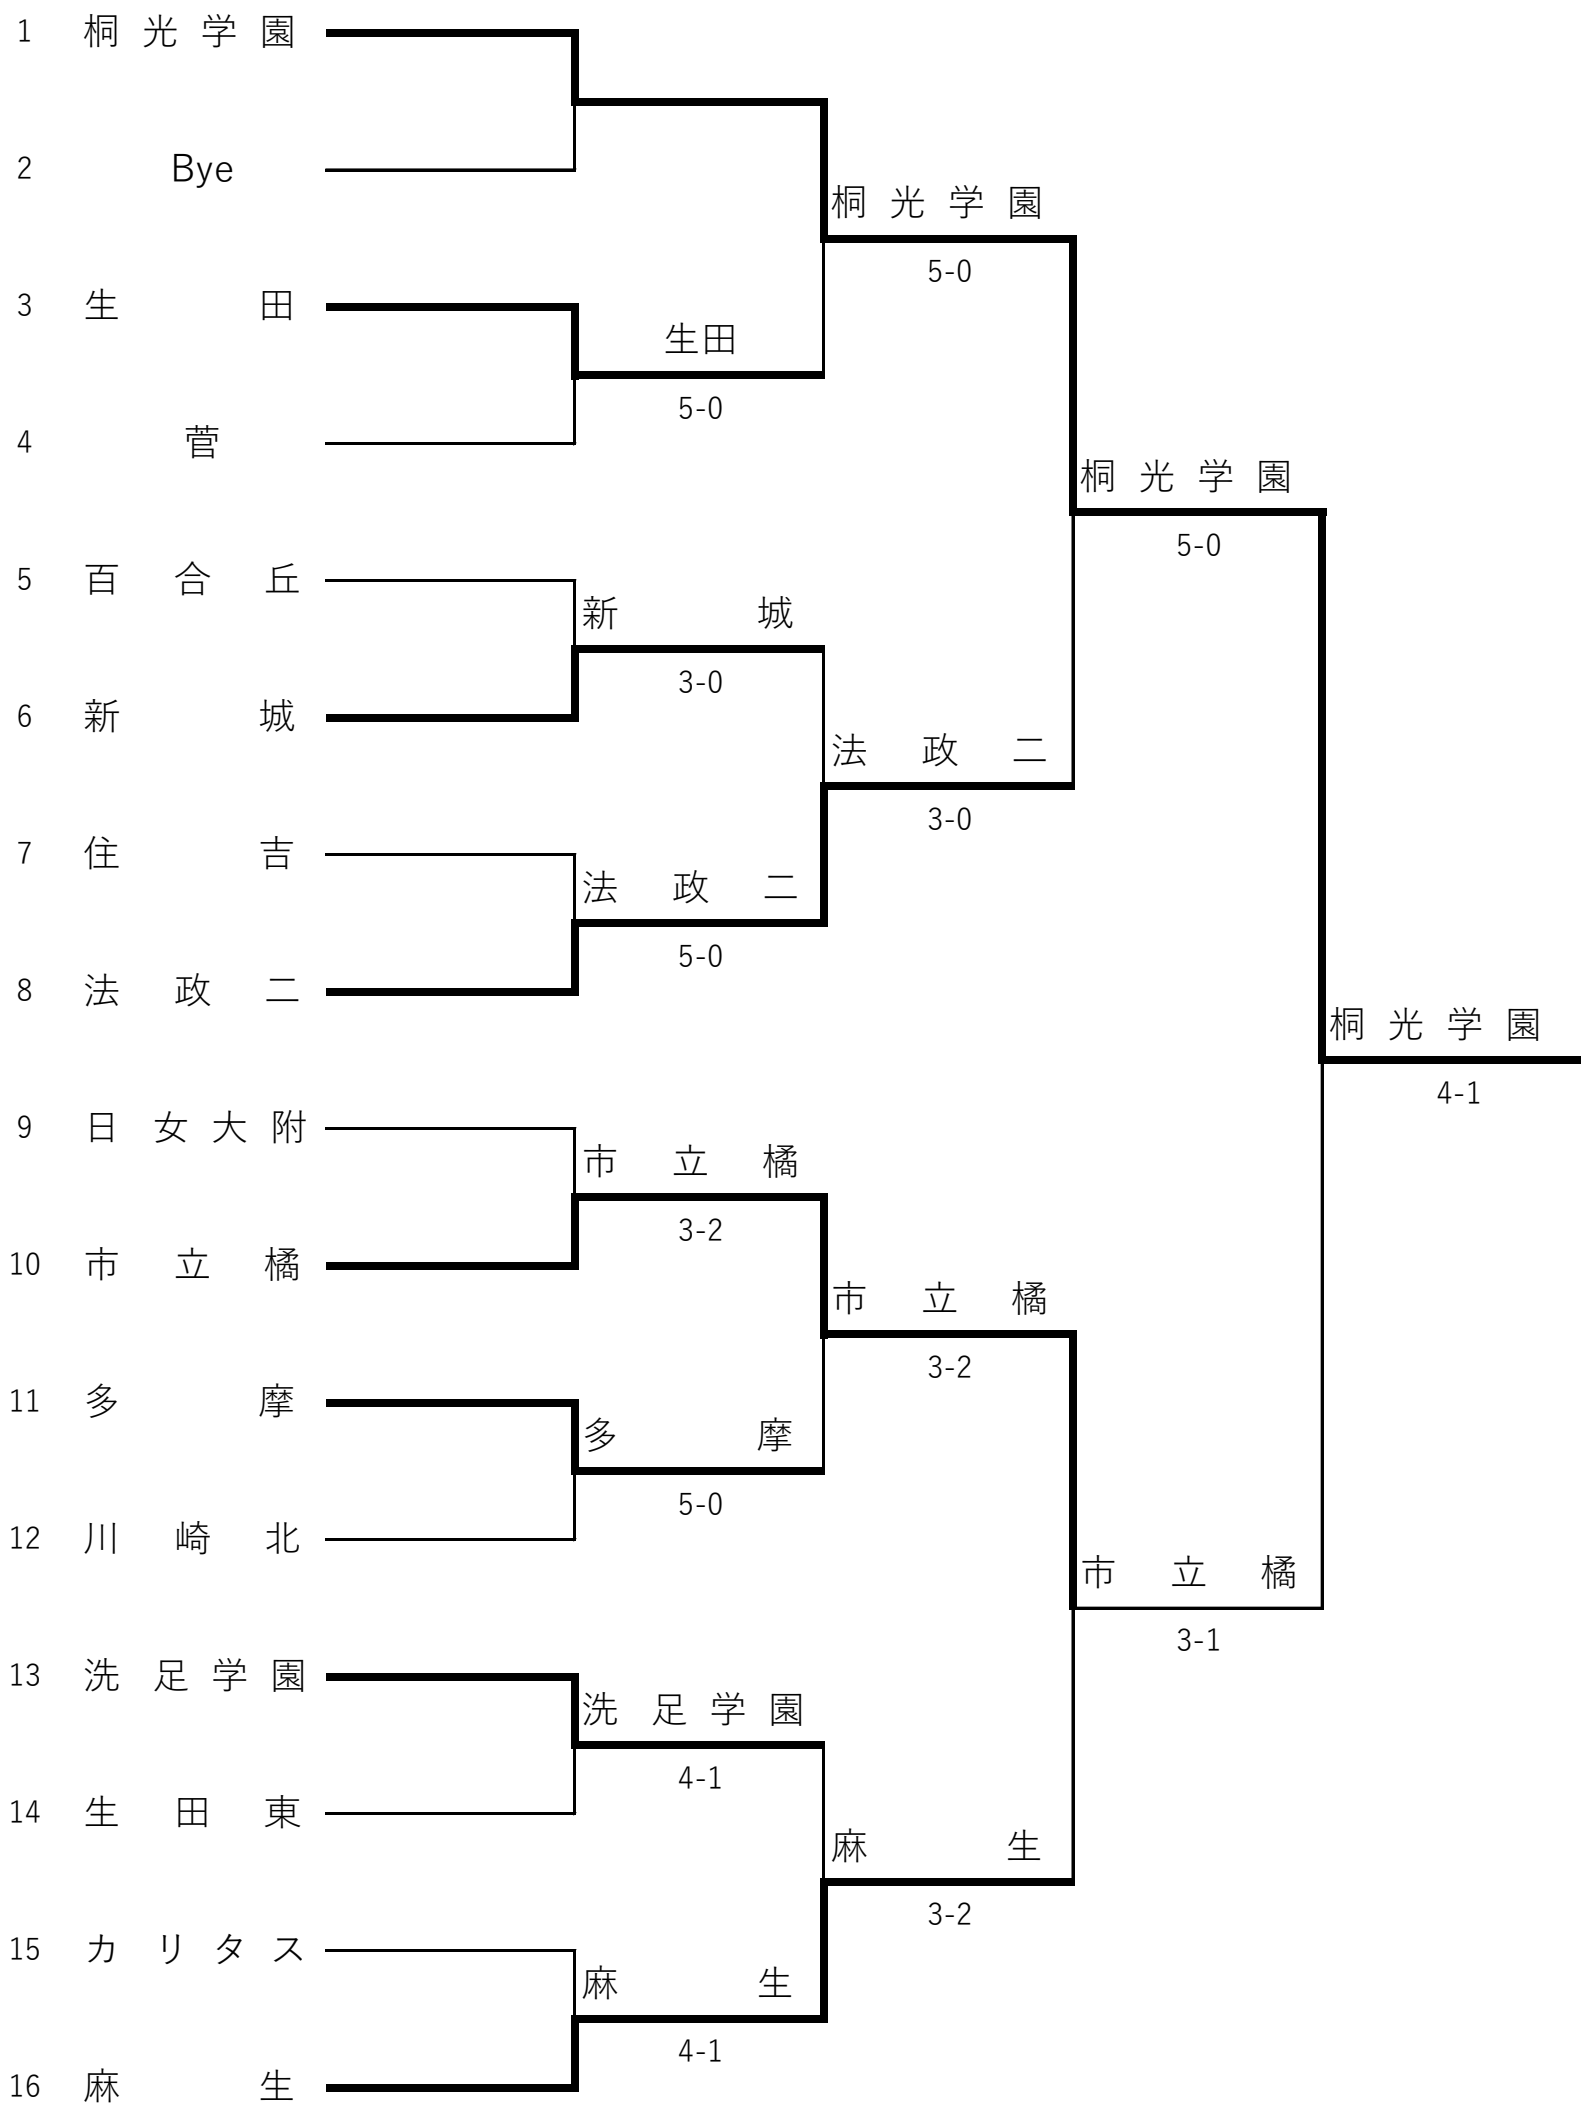 1 桐光学園
2 Bye
桐光学園
5-0
3 生田
生田
5-0
4 菅
桐光学園
5-0
5 百合丘
新城
3-0
6 新城
法政二
3-0
7 住吉
法政二
5-0
8 法政二
桐光学園
4-1
9 日女大附
市立橘
3-2
10 市立橘
市立橘
3-2
11 多摩
多摩
5-0
12 川崎北
市立橘
3-1
13 洗足学園
洗足学園
4-1
14 生田東
麻生
3-2
15 カリタス
麻生
4-1
16 麻生